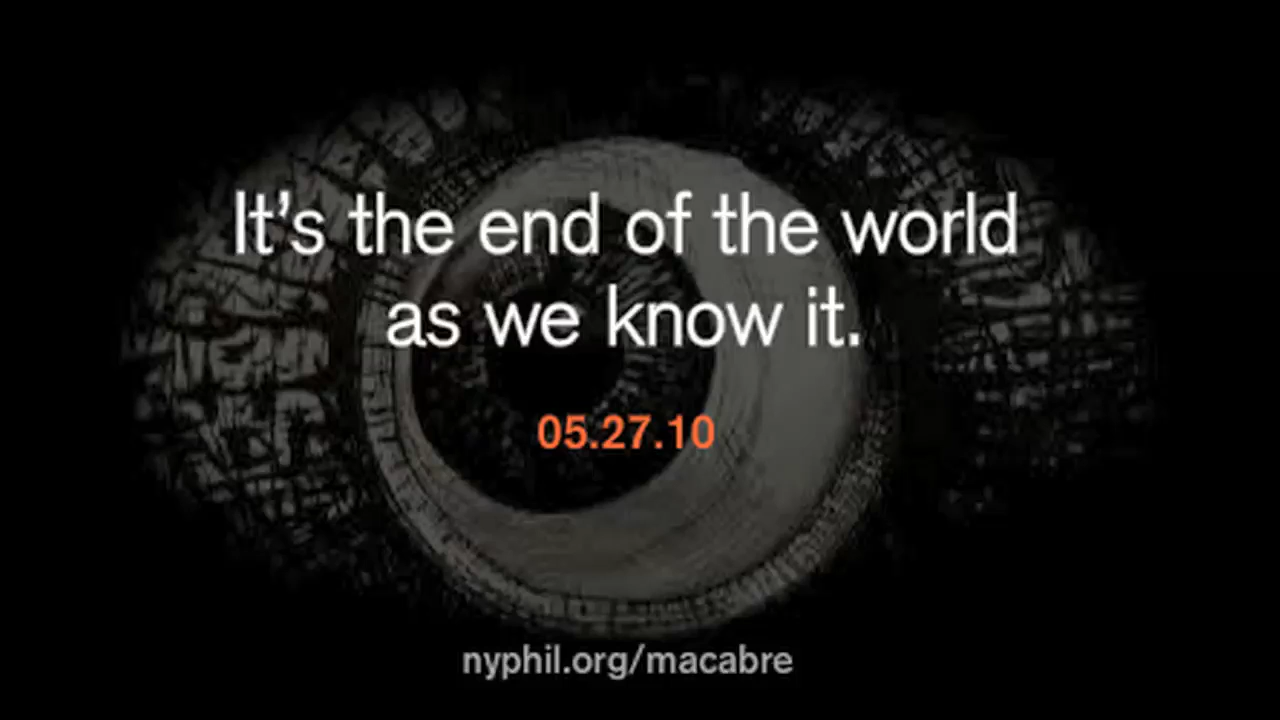 It’s the end of the world
as we know it.
05.27.10
nyphil.org/macabre